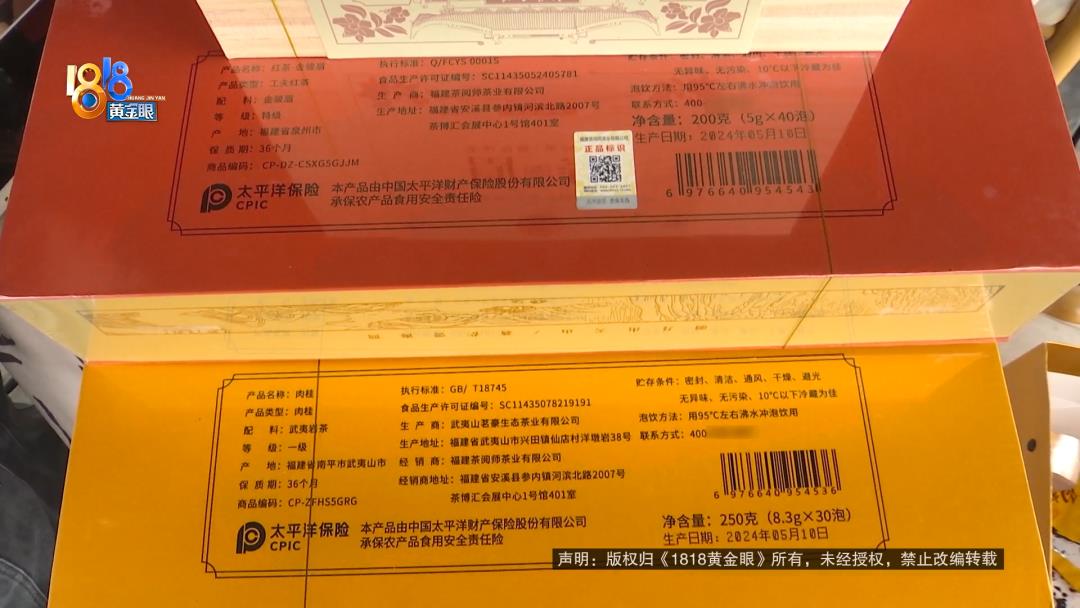 1818
HUANG JIN YAN
黄金眼
产品名称：红茶·金骏眉
产品类型：工夫红茶
配 料：金骏眉
等 级：特级
产 地：福建省泉州市
保 质 期：36个月
商品编码：CP-DZ-CSXG5GJJM
执行标准：Q/FCYS 0001S
食品生产许可证编号：SC11435052405781
生 产 商：福建茶阅师茶业有限公司
生产地址：福建省安溪县参内镇河滨北路2007号
茶博汇会展中心1号馆401室
无异味、无污染、10℃以下冷藏为佳
泡饮方法：用95℃左右沸水冲泡饮用
联系方式：400
净含量：200克（5g×40泡）
生产日期：2024年05月10日
正品标识
6 976640 954543
太平洋保险
CPIC
本产品由中国太平洋财产保险股份有限公司
承保农产品食用安全责任险
产品名称：肉桂
产品类型：肉桂
配 料：武夷岩茶
等 级：一级
产 地：福建省南平市武夷山市
保 质 期：36个月
商品编码：CP-ZFHS5GRG
执行标准：GB/ T18745
食品生产许可证编号：SC11435078219191
生 产 商：武夷山茗豪生态茶业有限公司
生产地址：福建省武夷山市兴田镇仙店村洋墩岩38号
经 销 商：福建茶阅师茶业有限公司
经销商地址：福建省安溪县参内镇河滨北路2007号
茶博汇会展中心1号馆401室
贮存条件：密封、清洁、通风、干燥、避光
无异味、无污染、10℃以下冷藏为佳
泡饮方法：用95℃左右沸水冲泡饮用
联系方式：400
6 976640 954536
净含量：250克（8.3g×30泡）
生产日期：2024年05月10日
太平洋保险
CPIC
本产品由中国太平洋财产保险股份有限公司
承保农产品食用安全责任险
声明：版权归《1818黄金眼》所有，未经授权，禁止改编转载